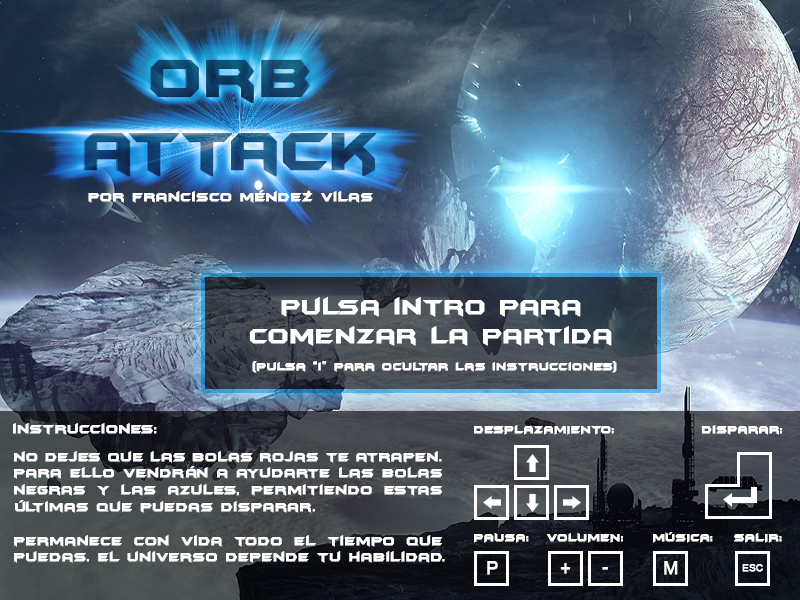 ORB
ATTACK
POR FRANCISCO MÉNDEZ VILAS
PULSA INTRO PARA
COMENZAR LA PARTIDA
(PULSA "I" PARA OCULTAR LAS INSTRUCCIONES)
INSTRUCCIONES:
NO DEJES QUE LAS BOLAS ROJAS TE ATRAPEN.
PARA ELLO VENDRÁN A AYUDARTE LAS BOLAS
NEGRAS Y LAS AZULES, PERMITIENDO ESTAS
ÚLTIMAS QUE PUEDAS DISPARAR.
PERMANECE CON VIDA TODO EL TIEMPO QUE
PUEDAS. EL UNIVERSO DEPENDE TU HABILIDAD.
DESPLAZAMIENTO:
DISPARAR:
PAUSA: VOLUMEN: MÚSICA: SALIR:
P + - M ESC